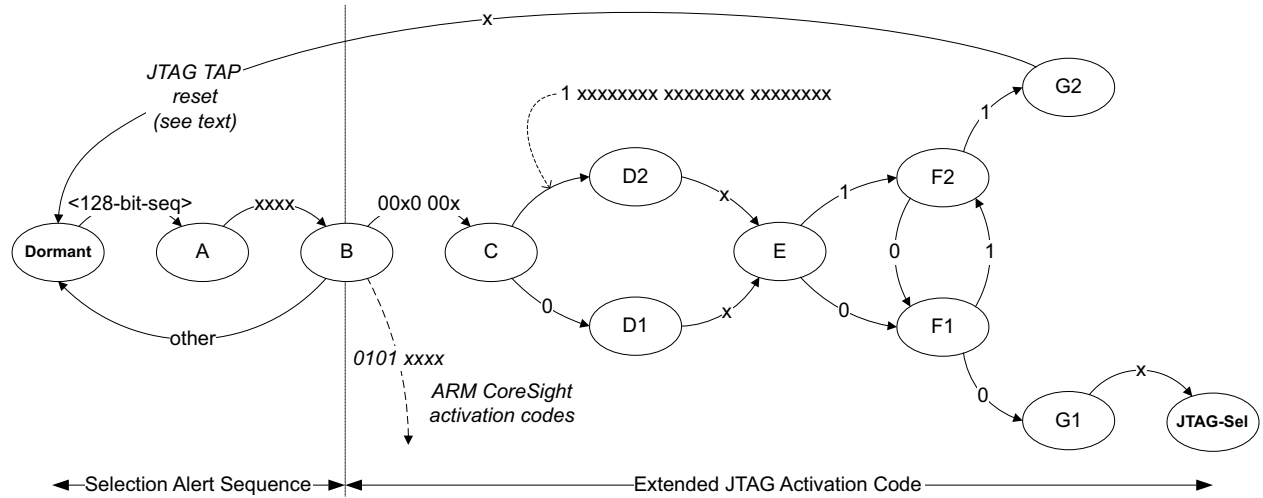 x
JTAG TAP
reset
(see text)
G2
1 xxxxxxxx xxxxxxxx xxxxxxxx
1
D2
F2
x
1
<128-bit-seq>
xxxx
00x0 00x
Dormant
A
B
C
E
0
1
other
0
x
0
D1
F1
0101 xxxx
ARM CoreSight
activation codes
0
x
G1
JTAG-Sel
Selection Alert Sequence
Extended JTAG Activation Code